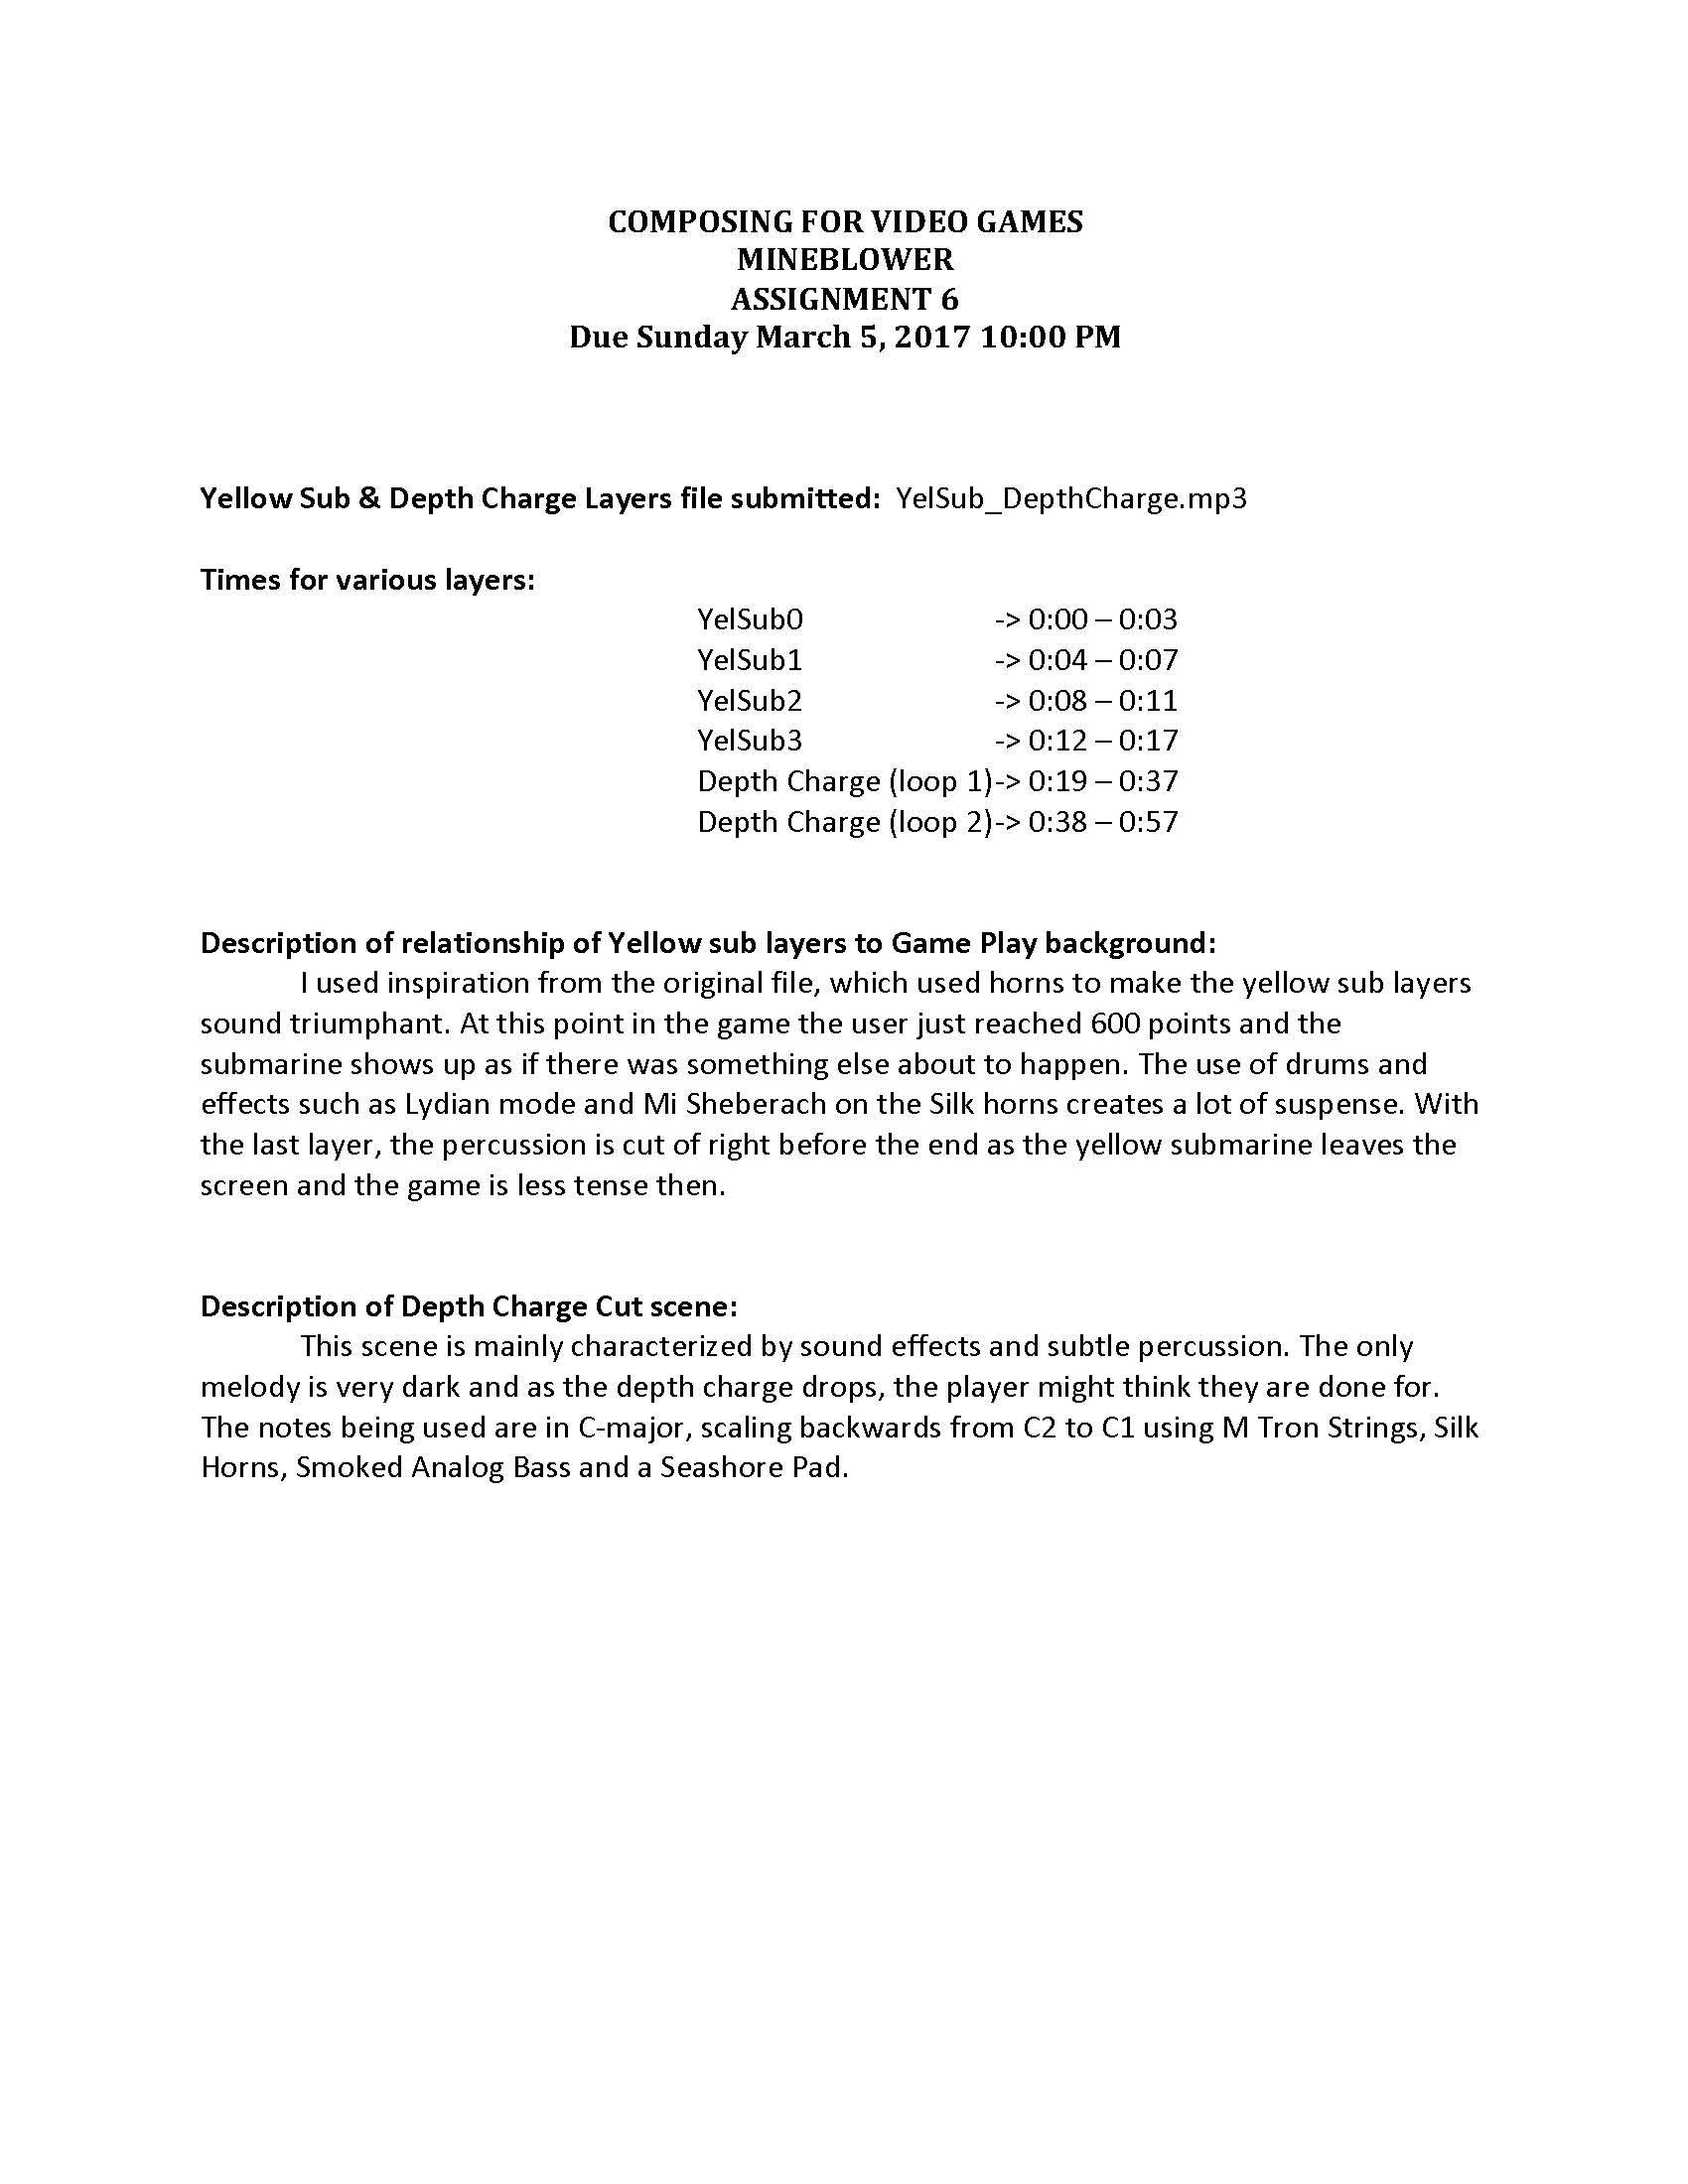 COMPOSING FOR VIDEO GAMES
MINEBLOWER
ASSIGNMENT 6
Due Sunday March 5, 2017 10:00 PM
Yellow Sub & Depth Charge Layers file submitted: YelSub_DepthCharge.mp3
Times for various layers:
YelSub0 -> 0:00 – 0:03
YelSub1 -> 0:04 – 0:07
YelSub2 -> 0:08 – 0:11
YelSub3 -> 0:12 – 0:17
Depth Charge (loop 1)-> 0:19 – 0:37
Depth Charge (loop 2)-> 0:38 – 0:57
Description of relationship of Yellow sub layers to Game Play background:
I used inspiration from the original file, which used horns to make the yellow sub layers
sound triumphant. At this point in the game the user just reached 600 points and the
submarine shows up as if there was something else about to happen. The use of drums and
effects such as Lydian mode and Mi Sheberach on the Silk horns creates a lot of suspense. With
the last layer, the percussion is cut of right before the end as the yellow submarine leaves the
screen and the game is less tense then.
Description of Depth Charge Cut scene:
This scene is mainly characterized by sound effects and subtle percussion. The only
melody is very dark and as the depth charge drops, the player might think they are done for.
The notes being used are in C-major, scaling backwards from C2 to C1 using M Tron Strings, Silk
Horns, Smoked Analog Bass and a Seashore Pad.